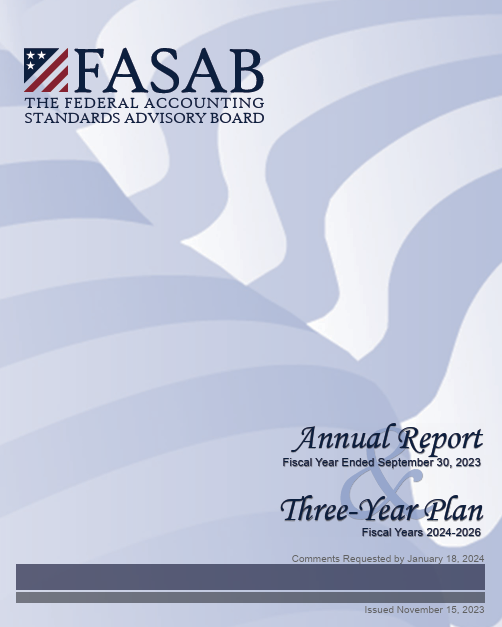 FASAB
THE FEDERAL ACCOUNTING
STANDARDS ADVISORY BOARD
Annual Report
Fiscal Year Ended September 30, 2023
&
Three-Year Plan
Fiscal Years 2024-2026
Comments Requested by January 18, 2024
Issued November 15, 2023